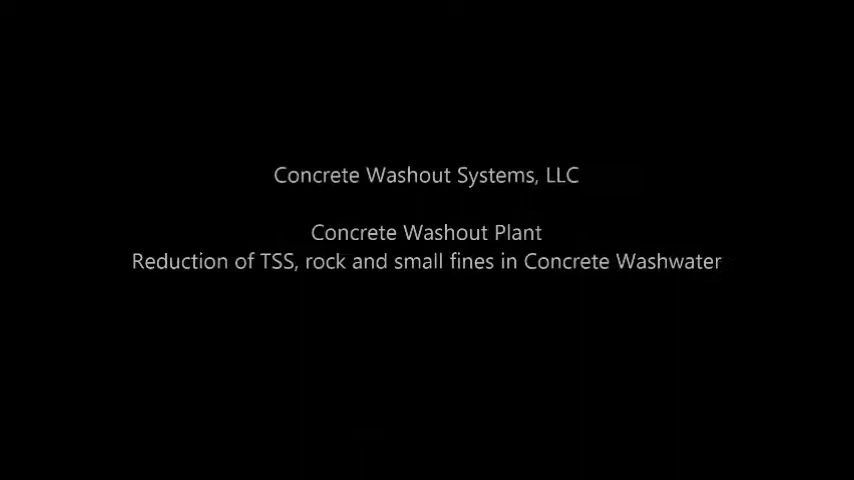 Concrete Washout Systems, LLC
Concrete Washout Plant
Reduction of TSS, rock and small fines in Concrete Washwater